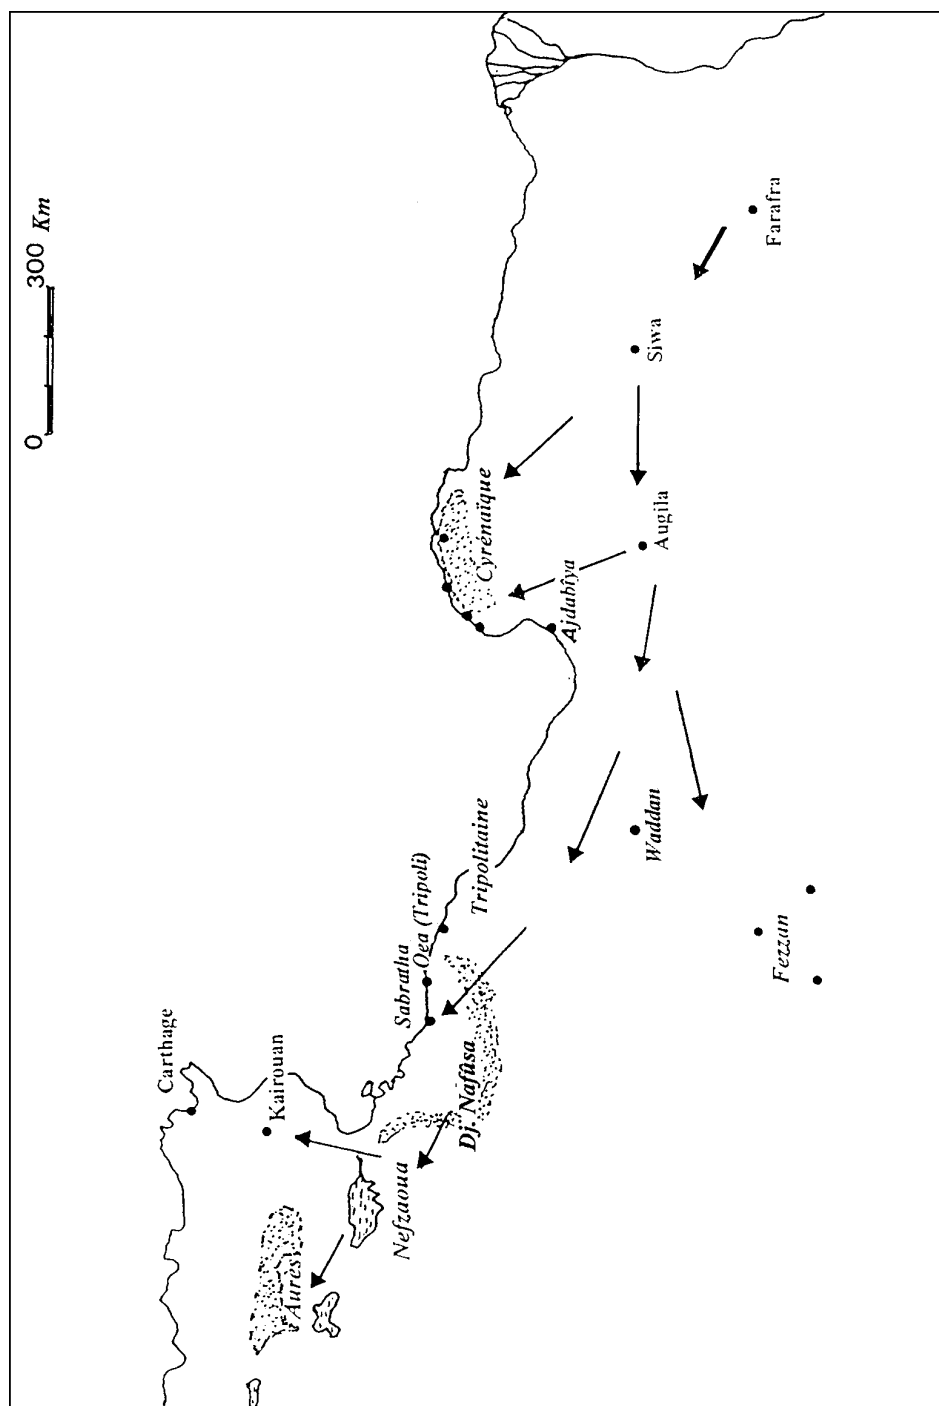 0 300 Km
Carthage
Kairouan
Aurès
Nefzaoua
Dj. Nafûsa
Sabratha
Oea (Tripoli)
Tripolitaine
Cyrénaïque
Ajdabîya
Augila
Siwa
Farafra
Waddan
Fezzan